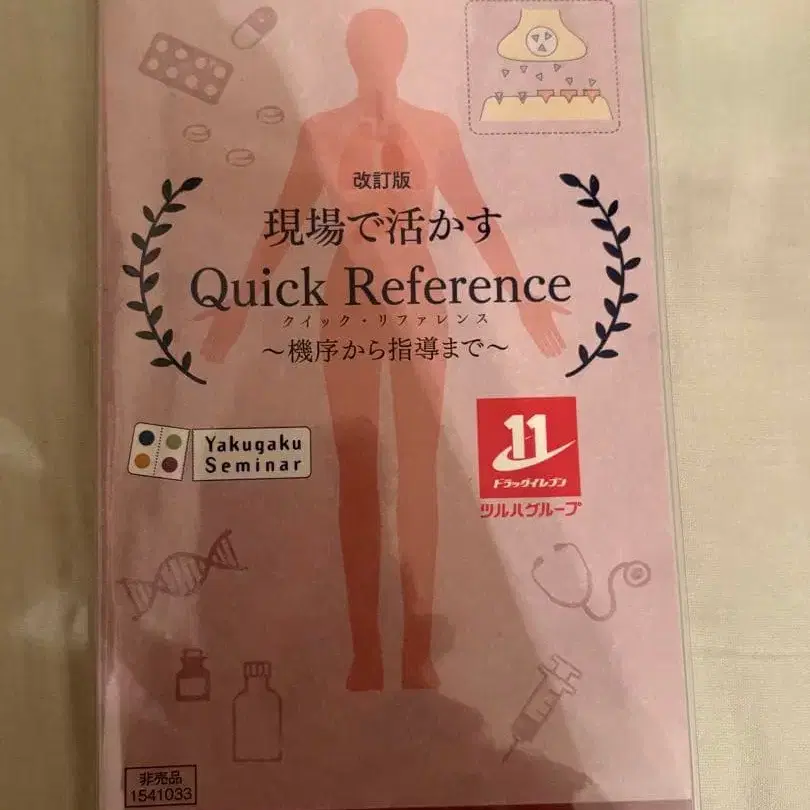 改訂版
現場で活かす
Quick Reference
クイック・リファレンス
～機序から指導まで～
Yakugaku
Seminar
11
ドラッグイレブン
ツルハグループ
非売品
1541033